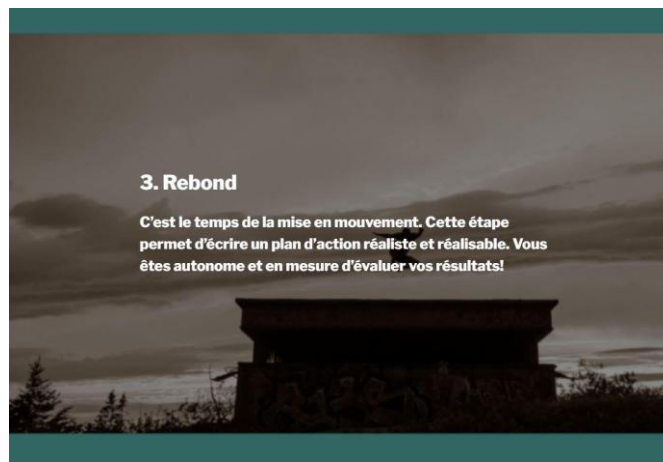 3. Rebond
C’est le temps de la mise en mouvement. Cette étape
permet d’écrire un plan d’action réaliste et réalisable. Vous
êtes autonome et en mesure d’évaluer vos résultats!